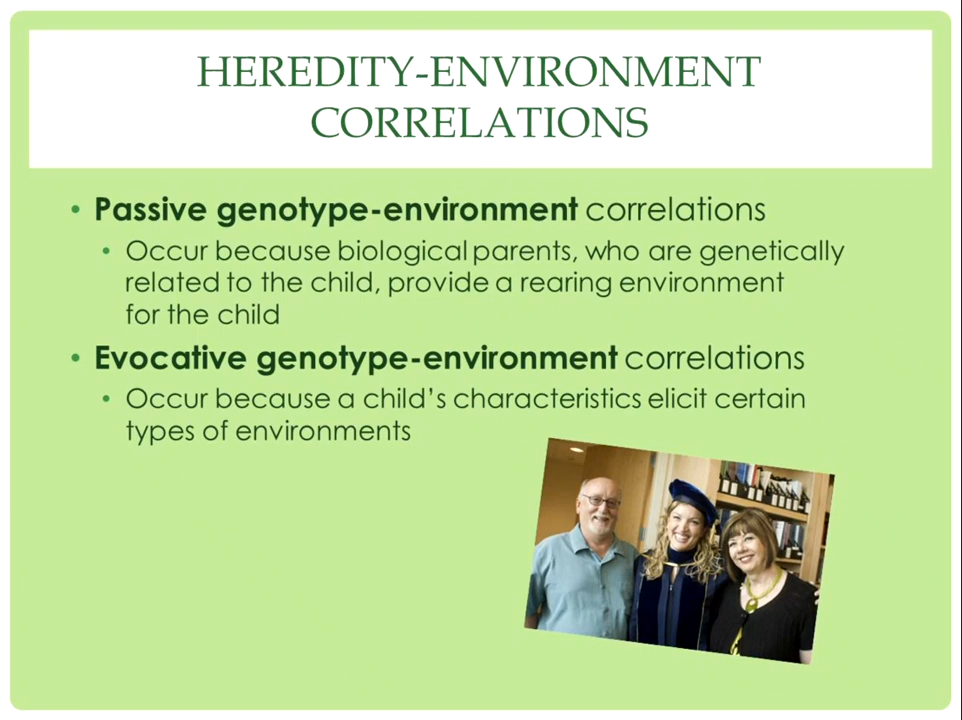 HEREDITY-ENVIRONMENT
CORRELATIONS
• Passive genotype-environment correlations
• Occur because biological parents, who are genetically
related to the child, provide a rearing environment
for the child
• Evocative genotype-environment correlations
• Occur because a child's characteristics elicit certain
types of environments